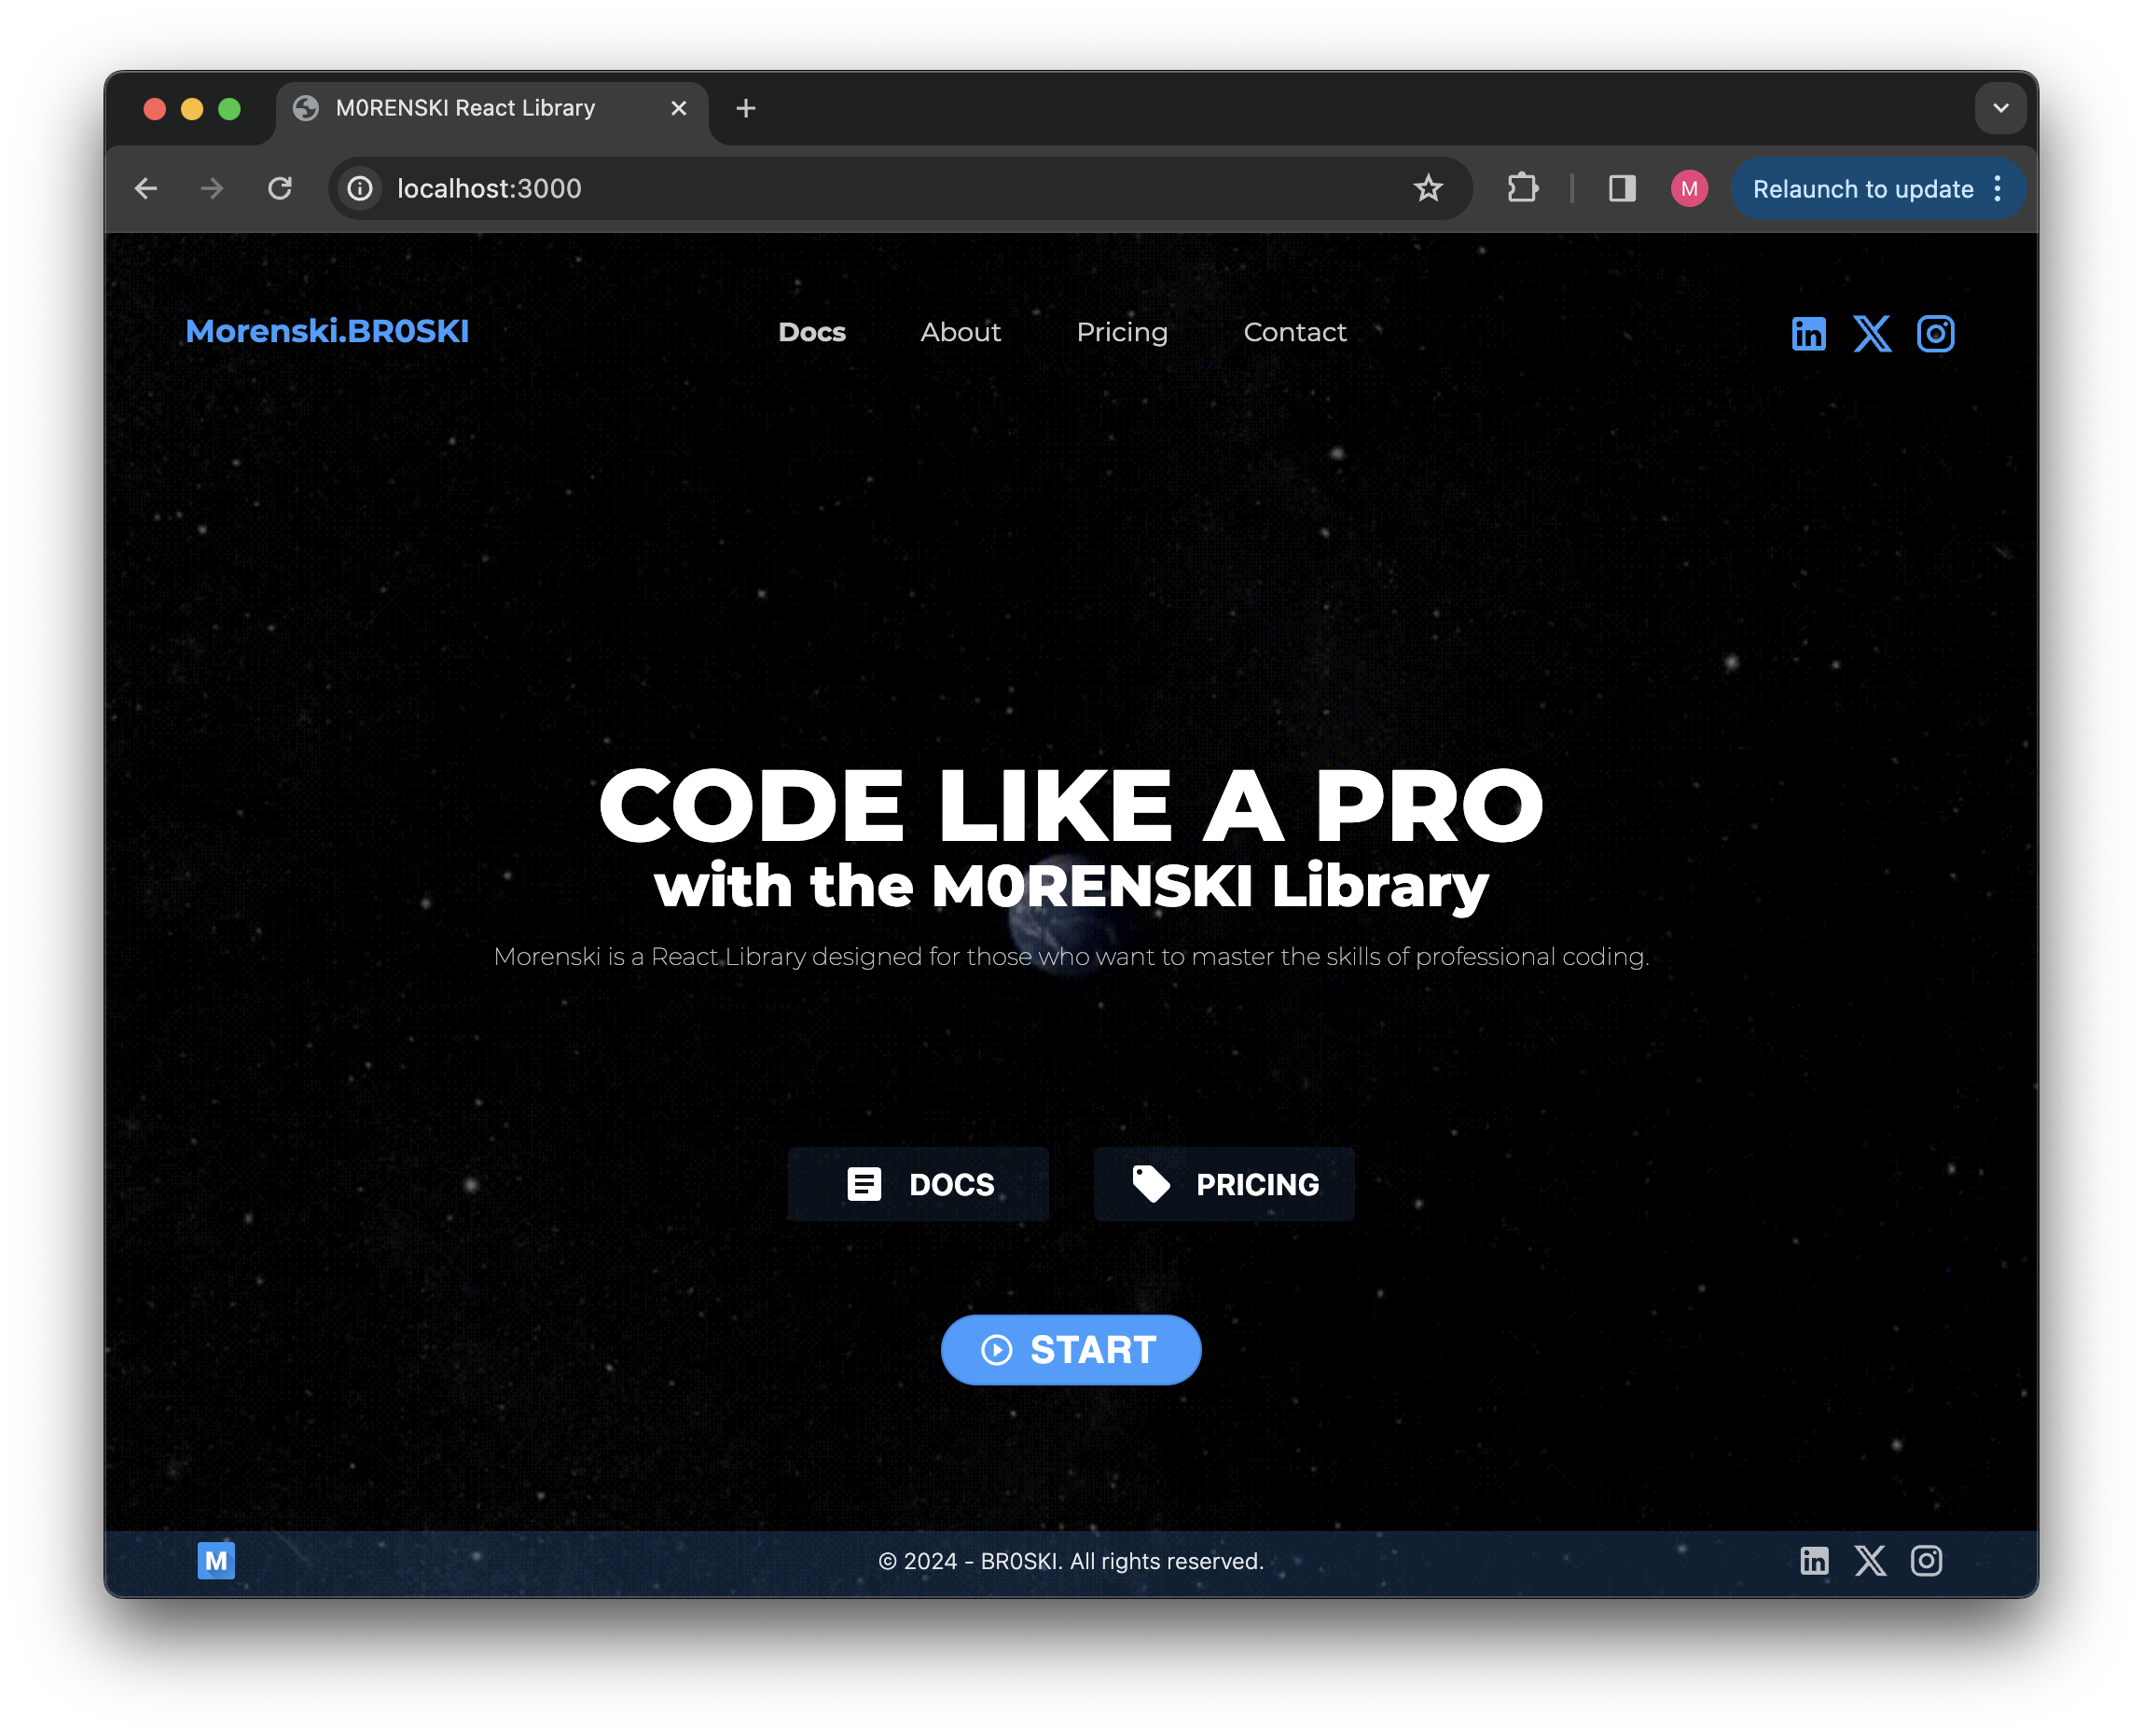 M0RENSKI React Library
localhost:3000
M
Relaunch to update
Morenski.BR0SKI
Docs About Pricing Contact
CODE LIKE A PRO
with the M0RENSKI Library
Morenski is a React Library designed for those who want to master the skills of professional coding.
DOCS PRICING
START
M
© 2024 - BR0SKI. All rights reserved.